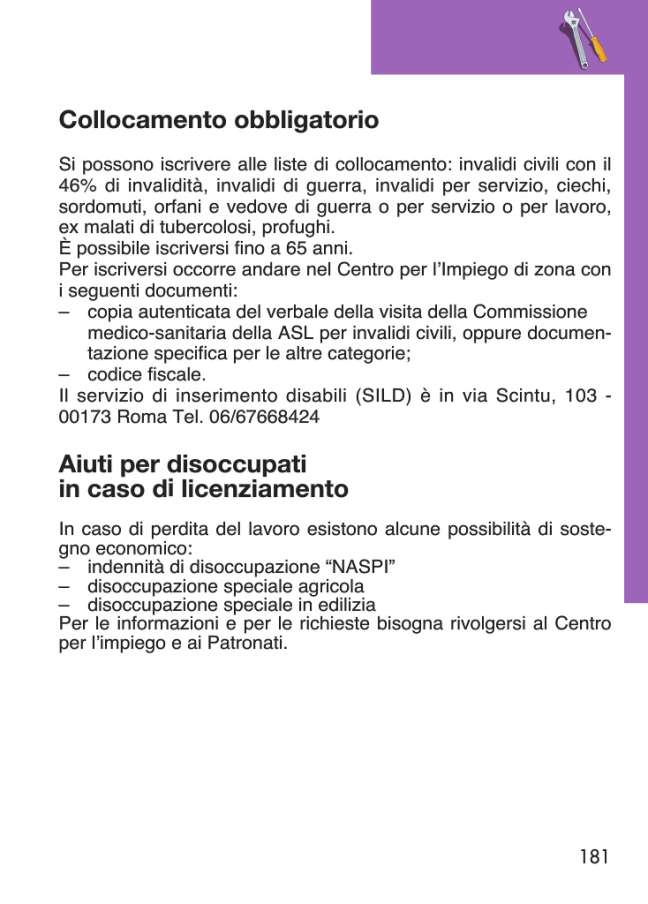 Collocamento obbligatorio
Si possono iscrivere alle liste di collocamento: invalidi civili con il
46% di invalidità, invalidi di guerra, invalidi per servizio, ciechi,
sordomuti, orfani e vedove di guerra o per servizio o per lavoro,
ex malati di tubercolosi, profughi.
È possibile iscriversi fino a 65 anni.
Per iscriversi occorre andare nel Centro per l’Impiego di zona con
i seguenti documenti:
– copia autenticata del verbale della visita della Commissione
medico-sanitaria della ASL per invalidi civili, oppure documen-
tazione specifica per le altre categorie;
– codice fiscale.
Il servizio di inserimento disabili (SILD) è in via Scintu, 103 -
00173 Roma Tel. 06/67668424
Aiuti per disoccupati
in caso di licenziamento
In caso di perdita del lavoro esistono alcune possibilità di soste-
gno economico:
– indennità di disoccupazione “NASPI”
– disoccupazione speciale agricola
– disoccupazione speciale in edilizia
Per le informazioni e per le richieste bisogna rivolgersi al Centro
per l’impiego e ai Patronati.
181